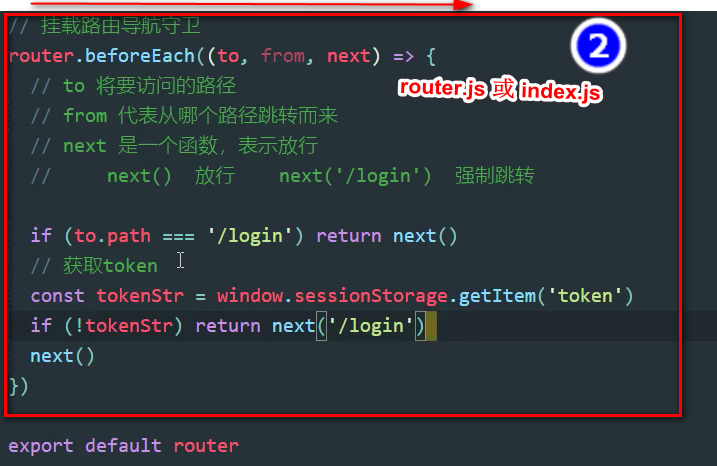 // 挂载路由导航守卫
router.beforeEach((to, from, next) => {
2
// to 将要访问的路径
router.js 或 index.js
// from 代表从哪个路径跳转而来
// next 是一个函数，表示放行
//     next()  放行    next('/login')  强制跳转
if (to.path === '/login') return next()
// 获取token
const tokenStr = window.sessionStorage.getItem('token')
if (!tokenStr) return next('/login')
next()
})
export default router